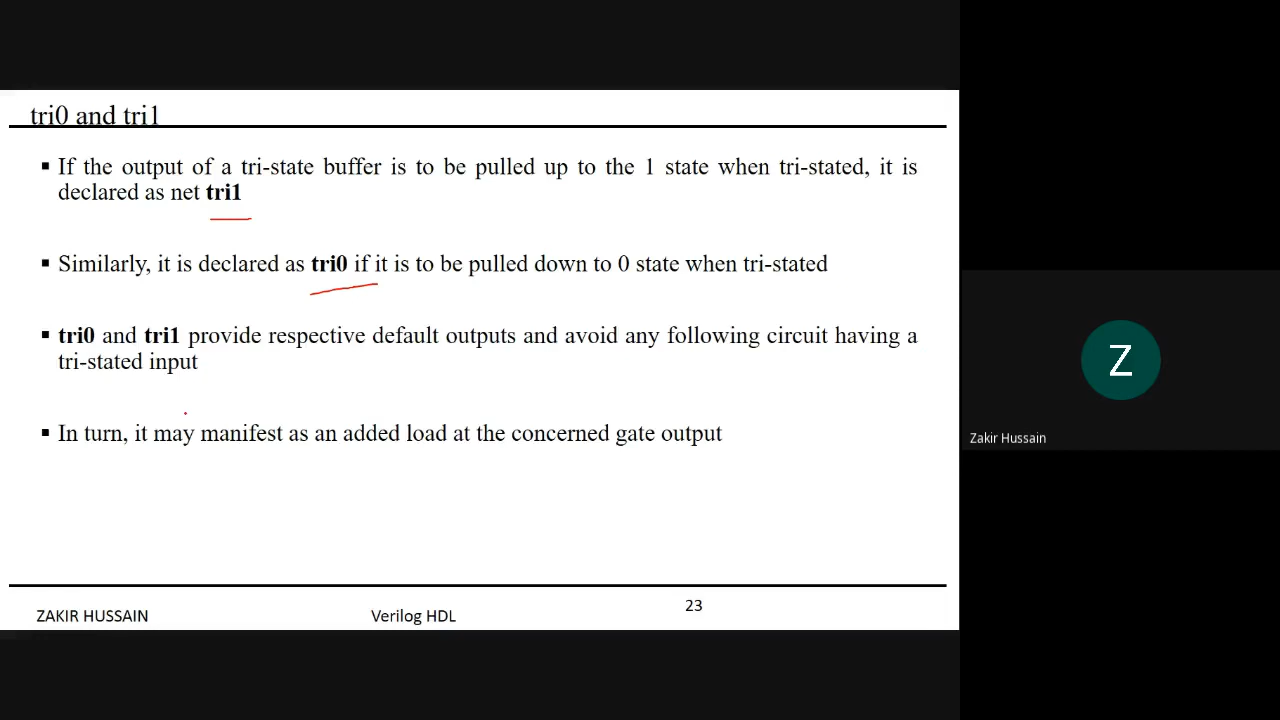 tri0 and tri1
▪ If the output of a tri-state buffer is to be pulled up to the 1 state when tri-stated, it is
declared as net tri1
▪ Similarly, it is declared as tri0 if it is to be pulled down to 0 state when tri-stated
▪ tri0 and tri1 provide respective default outputs and avoid any following circuit having a
tri-stated input
▪ In turn, it may manifest as an added load at the concerned gate output
ZAKIR HUSSAIN
Verilog HDL
23
Z
Zakir Hussain